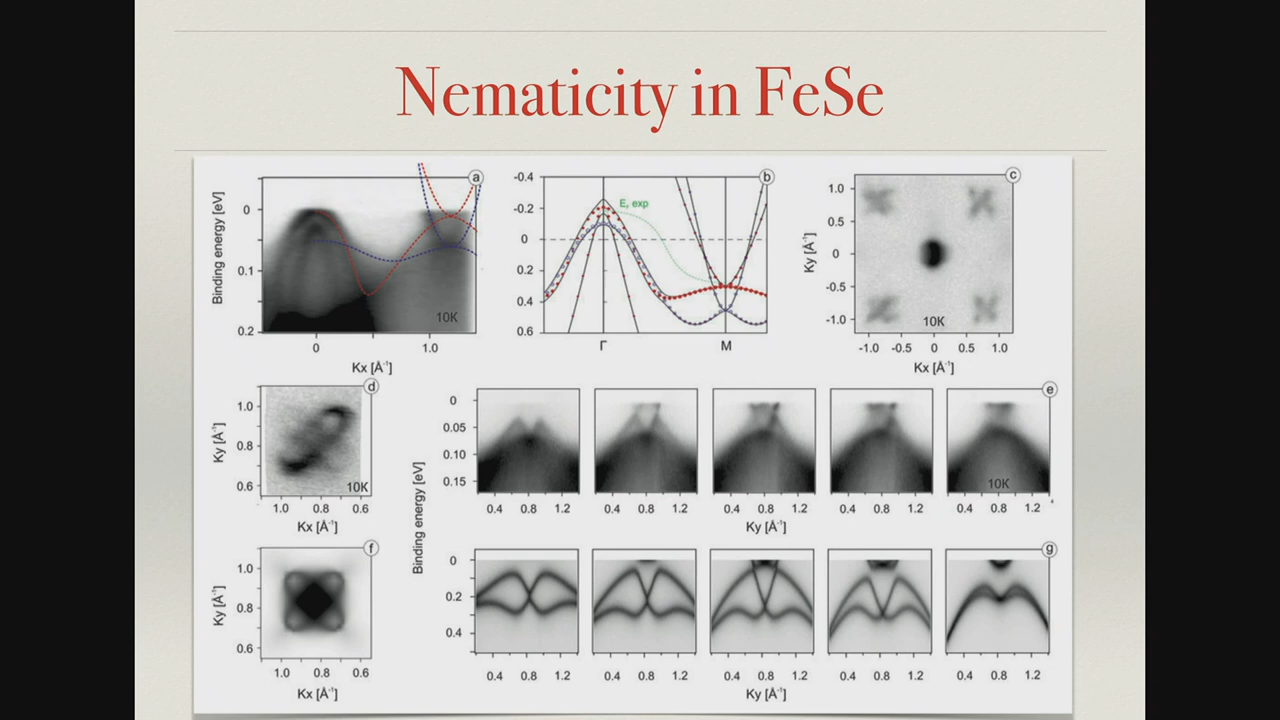 Nematicity in FeSe
a
Binding energy [eV]
0
0.1
0.2
10K
0
1.0
Kx [Å⁻¹]
b
-0.4
-0.2
0
0.2
0.4
0.6
E, exp
Γ
M
c
Ky [Å⁻¹]
1.0
0.5
0
-0.5
-1.0
10K
-1.0 -0.5 0 0.5 1.0
Kx [Å⁻¹]
d
Ky [Å⁻¹]
1.0
0.8
0.6
10K
1.0 0.8 0.6
Kx [Å⁻¹]
e
Binding energy [eV]
0
0.05
0.10
0.15
10K
0.4 0.8 1.2 0.4 0.8 1.2 0.4 0.8 1.2 0.4 0.8 1.2 0.4 0.8 1.2
Ky [Å⁻¹]
f
Ky [Å⁻¹]
1.0
0.8
0.6
1.0 0.8 0.6
Kx [Å⁻¹]
g
0
0.2
0.4
0.4 0.8 1.2 0.4 0.8 1.2 0.4 0.8 1.2 0.4 0.8 1.2 0.4 0.8 1.2
Ky [Å⁻¹]